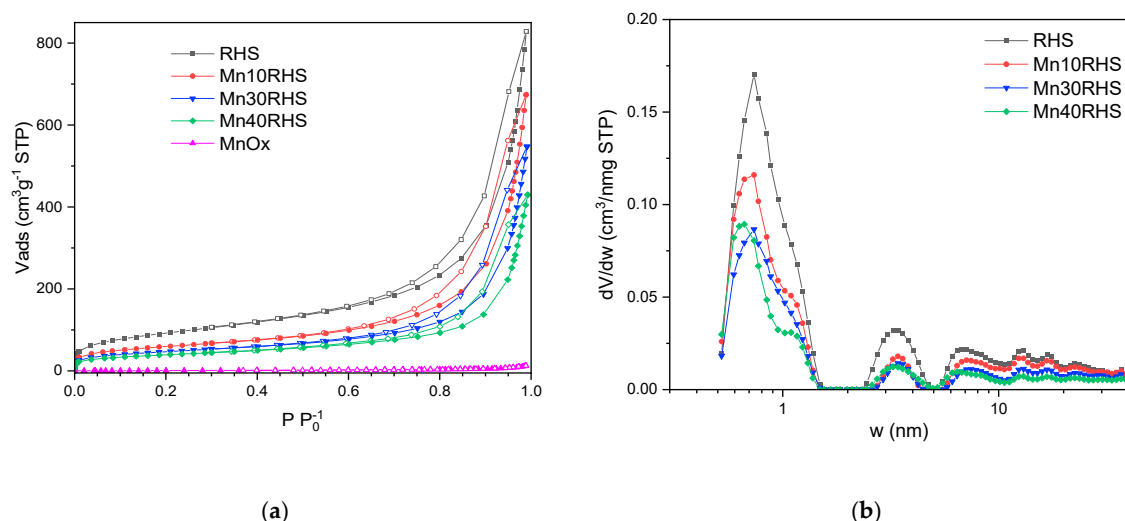 800
600
400
200
0
Vads (cm³g⁻¹ STP)
RHS
Mn10RHS
Mn30RHS
Mn40RHS
MnOx
0.0 0.2 0.4 0.6 0.8 1.0
P P₀⁻¹
(a)
0.20
0.15
0.10
0.05
0.00
dV/dw (cm³/nmg STP)
RHS
Mn10RHS
Mn30RHS
Mn40RHS
1 10
w (nm)
(b)